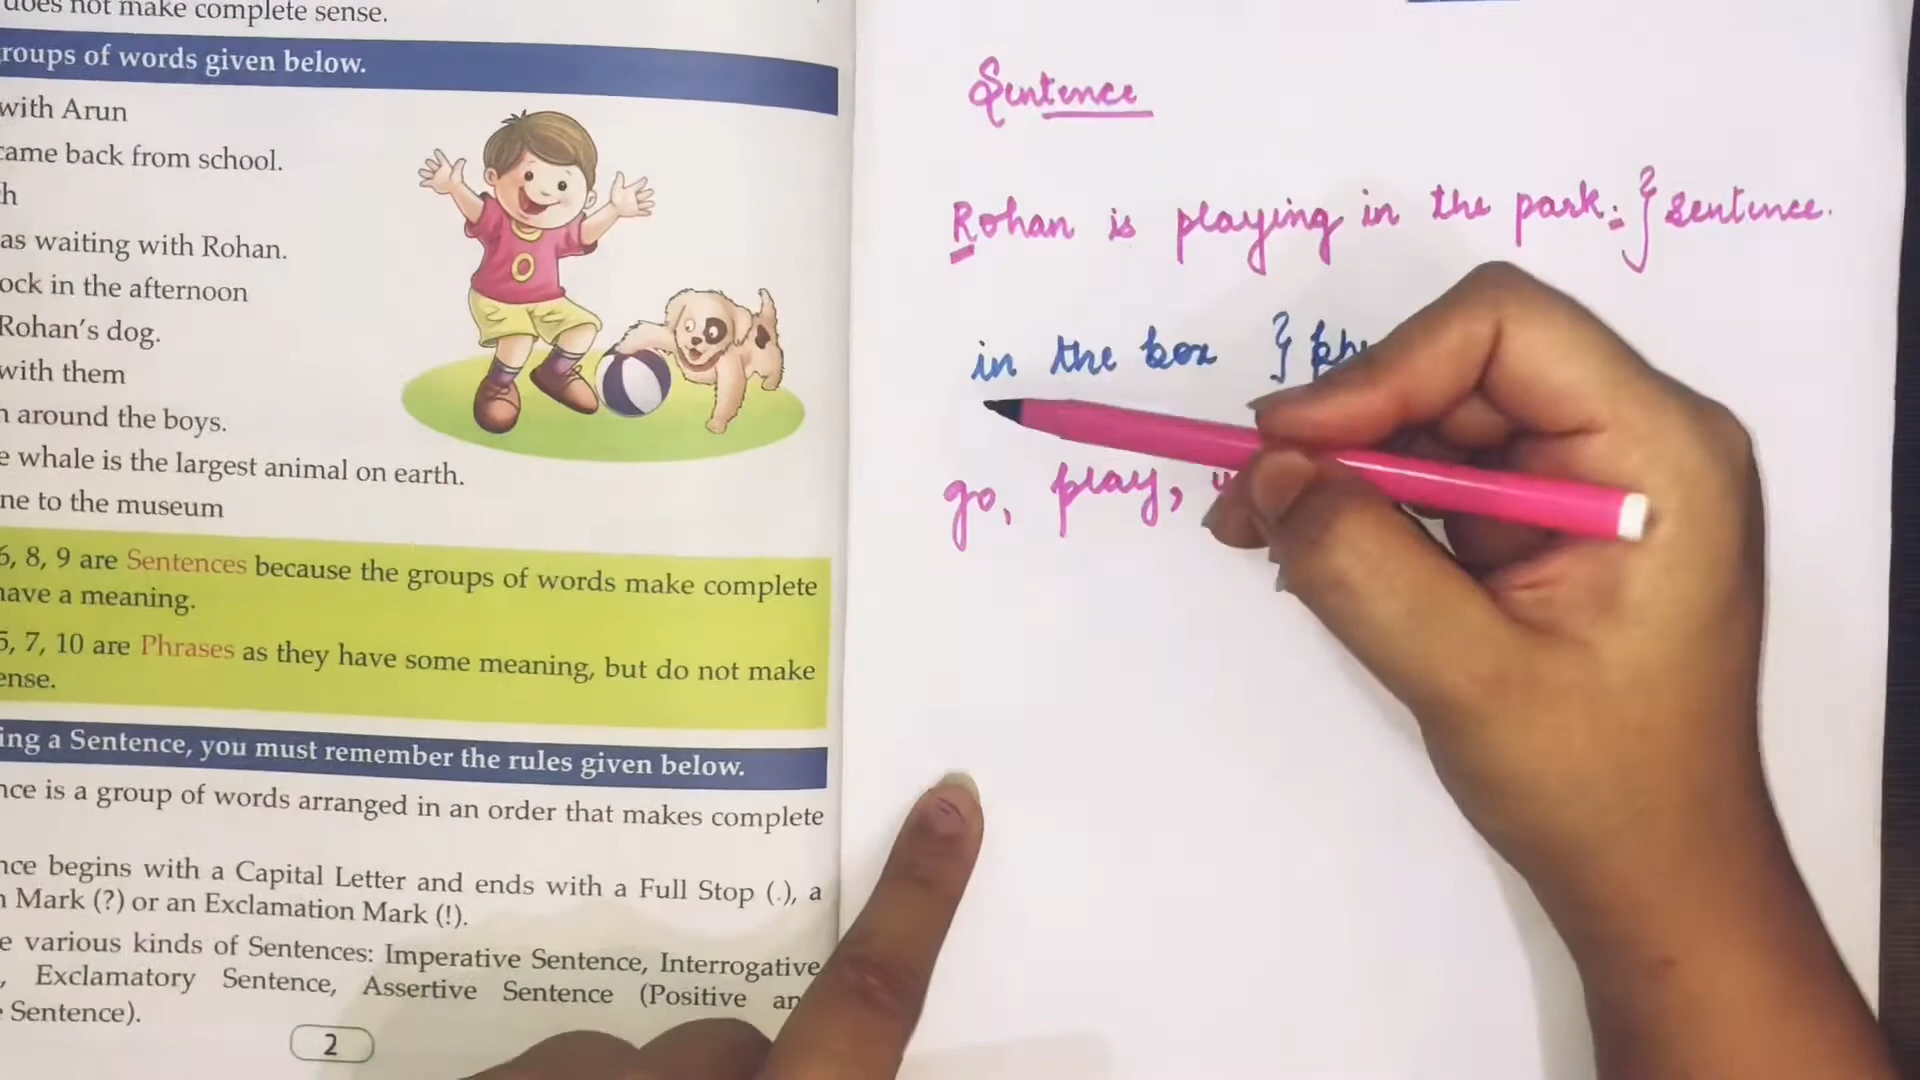 does not make complete sense.
roups of words given below.
with Arun
came back from school.
h
as waiting with Rohan.
ock in the afternoon
Rohan's dog.
with them
n around the boys.
e whale is the largest animal on earth.
ne to the museum
6, 8, 9 are Sentences because the groups of words make complete
have a meaning.
5, 7, 10 are Phrases as they have some meaning, but do not make
ense.
ing a Sentence, you must remember the rules given below.
nce is a group of words arranged in an order that makes complete
nce begins with a Capital Letter and ends with a Full Stop (.), a
n Mark (?) or an Exclamation Mark (!).
e various kinds of Sentences: Imperative Sentence, Interrogative
, Exclamatory Sentence, Assertive Sentence (Positive an
Sentence).
2
Sentence
Rohan is playing in the park. } sentence.
in the box }
go, play,